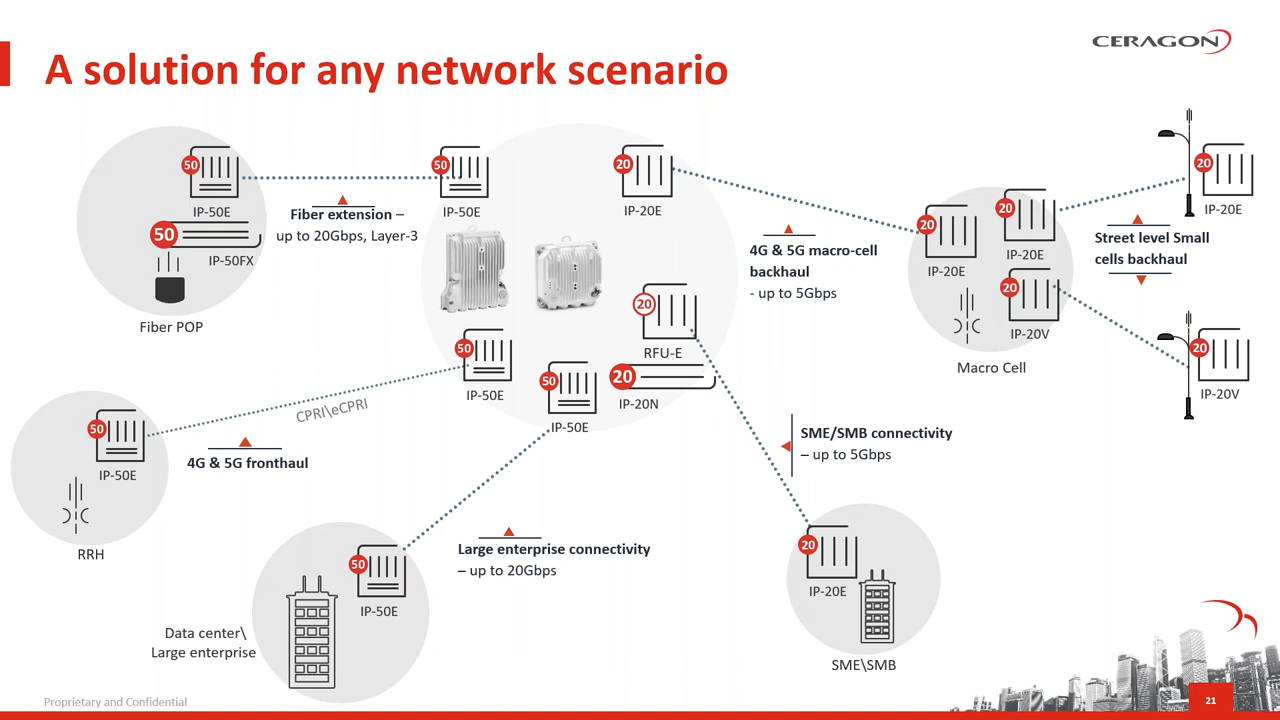 CERAGON
A solution for any network scenario
50
IP-50E
50
IP-50FX
Fiber POP
Fiber extension –
up to 20Gbps, Layer-3
50
IP-50E
20
IP-20E
4G & 5G macro-cell
backhaul
- up to 5Gbps
20
IP-20E
20
IP-20E
20
IP-20V
Macro Cell
Street level Small
cells backhaul
20
IP-20E
20
IP-20V
20
RFU-E
20
IP-20N
50
IP-50E
50
IP-50E
CPRI\eCPRI
4G & 5G fronthaul
50
IP-50E
RRH
SME/SMB connectivity
– up to 5Gbps
Large enterprise connectivity
– up to 20Gbps
50
IP-50E
Data center\
Large enterprise
20
IP-20E
SME\SMB
Proprietary and Confidential
21